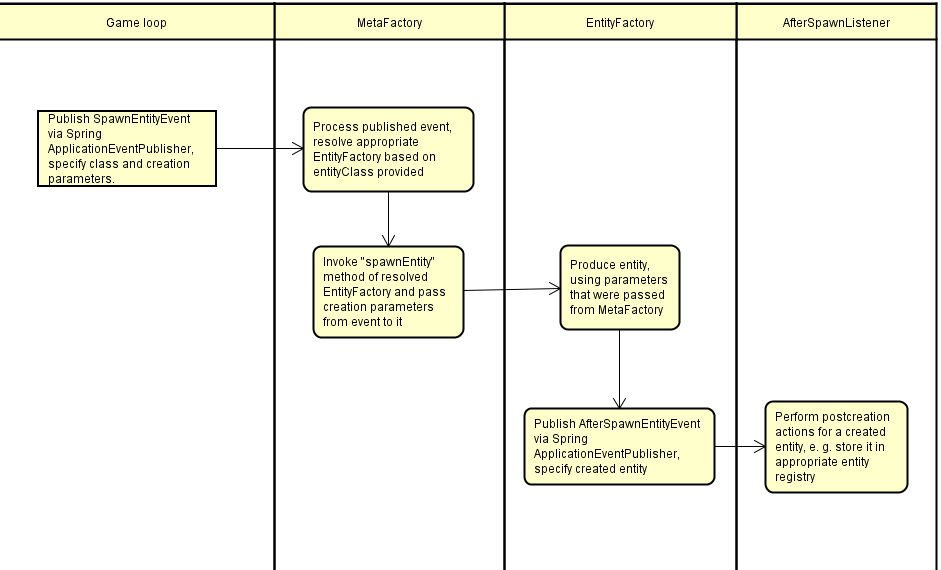 Game loop
MetaFactory
EntityFactory
AfterSpawnListener
Publish SpawnEntityEvent
via Spring
ApplicationEventPublisher,
specify class and creation
parameters.
Process published event,
resolve appropriate
EntityFactory based on
entityClass provided
Invoke "spawnEntity"
method of resolved
EntityFactory and pass
creation parameters
from event to it
Produce entity,
using parameters
that were passed
from MetaFactory
Publish AfterSpawnEntityEvent
via Spring
ApplicationEventPublisher,
specify created entity
Perform postcreation
actions for a created
entity, e. g. store it in
appropriate entity
registry